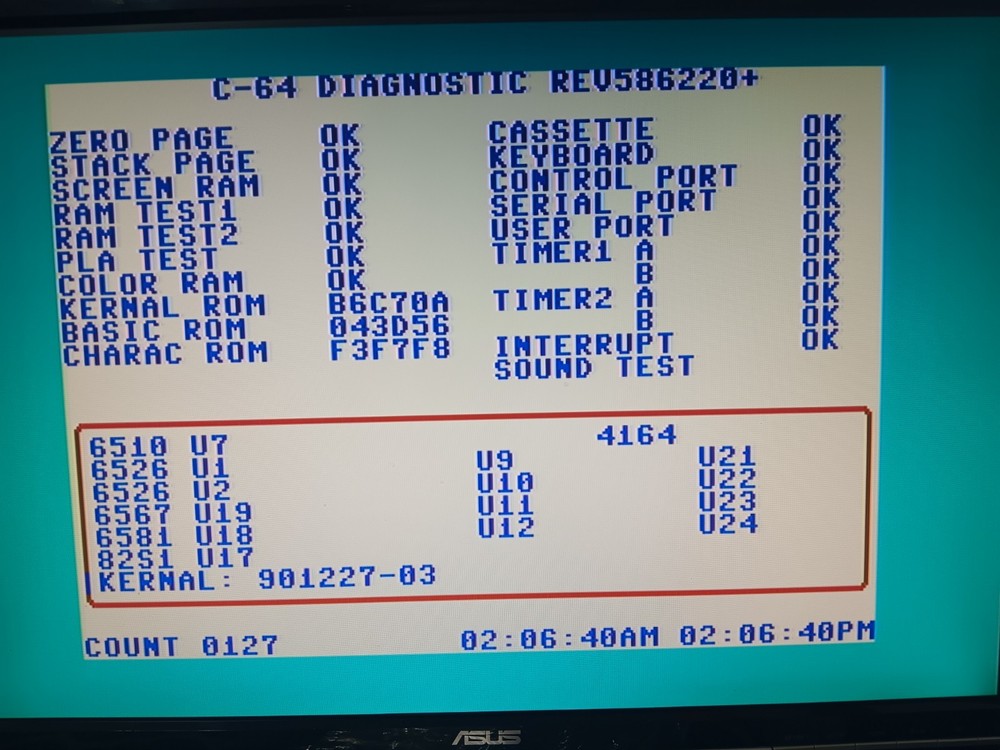 C-64 DIAGNOSTIC REV586220+
ZERO PAGE OK
STACK PAGE OK
SCREEN RAM OK
RAM TEST1 OK
RAM TEST2 OK
PLA TEST OK
COLOR RAM OK
KERNAL ROM B6C70A
BASIC ROM 043D56
CHARAC ROM F3F7F8
CASSETTE OK
KEYBOARD OK
CONTROL PORT OK
SERIAL PORT OK
USER PORT OK
TIMER1 A OK
B OK
TIMER2 A OK
B OK
INTERRUPT OK
SOUND TEST
6510 U7
6526 U1
6526 U2
6567 U19
6581 U18
82S1 U17
KERNAL: 901227-03
4164
U9 U21
U10 U22
U11 U23
U12 U24
COUNT 0127 02:06:40AM 02:06:40PM
ASUS